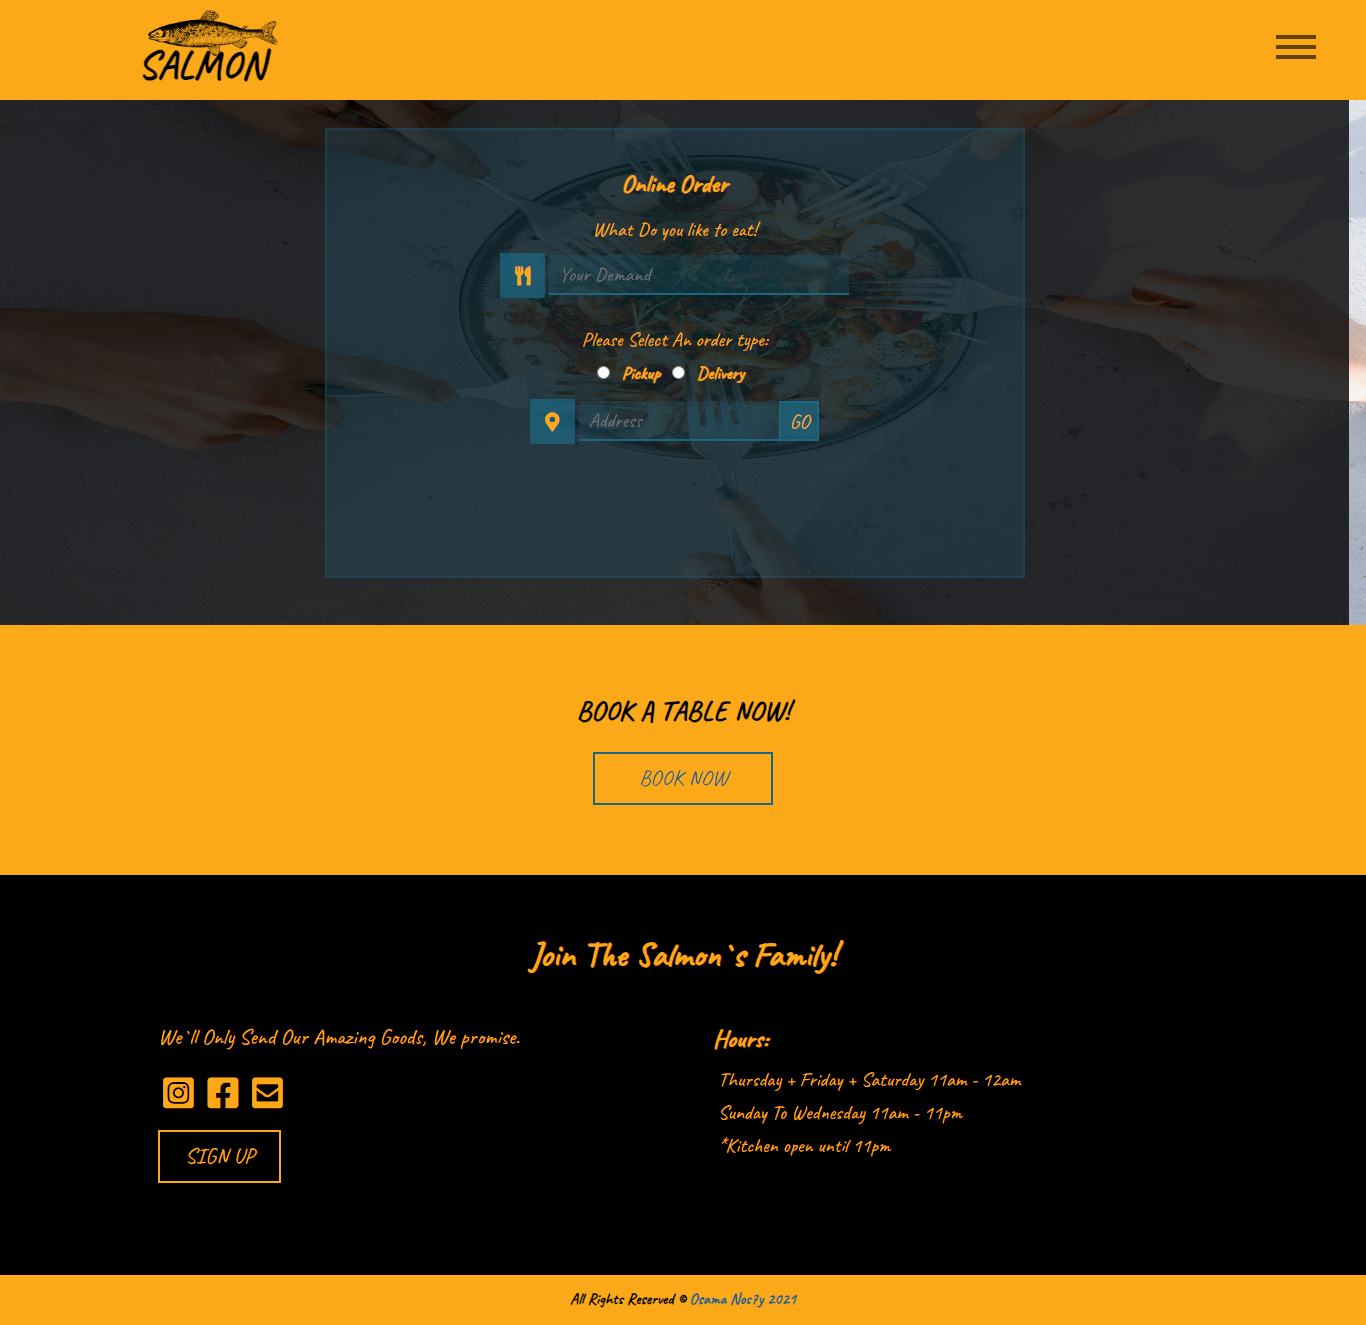 SALMON
Online Order
What Do you like to eat!
Your Demand
Please Select An order type:
Pickup Delivery
Address GO
BOOK A TABLE NOW!
BOOK NOW
Join The Salmon`s Family!
We`ll Only Send Our Amazing Goods, We promise.
SIGN UP
Hours:
Thursday + Friday + Saturday 11am - 12am
Sunday To Wednesday 11am - 11pm
*Kitchen open until 11pm
All Rights Reserved © Osama Nos7y 2021